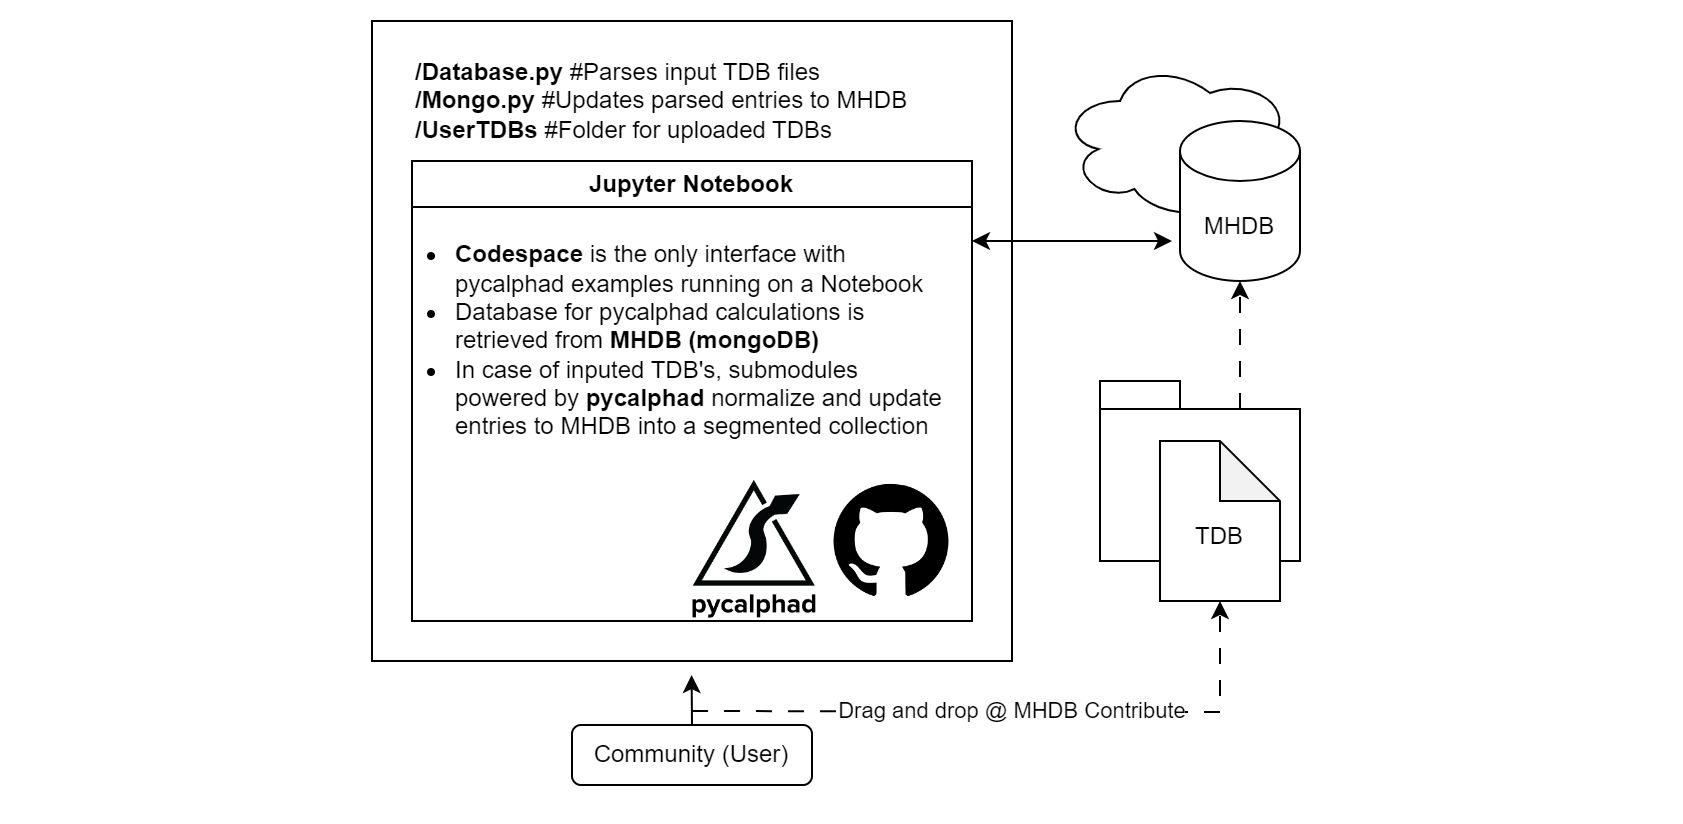 /Database.py #Parses input TDB files
/Mongo.py #Updates parsed entries to MHDB
/UserTDBs #Folder for uploaded TDBs
Jupyter Notebook
Codespace is the only interface with
pycalphad examples running on a Notebook
Database for pycalphad calculations is
retrieved from MHDB (mongoDB)
In case of inputed TDB's, submodules
powered by pycalphad normalize and update
entries to MHDB into a segmented collection
pycalphad
MHDB
TDB
Drag and drop @ MHDB Contribute
Community (User)